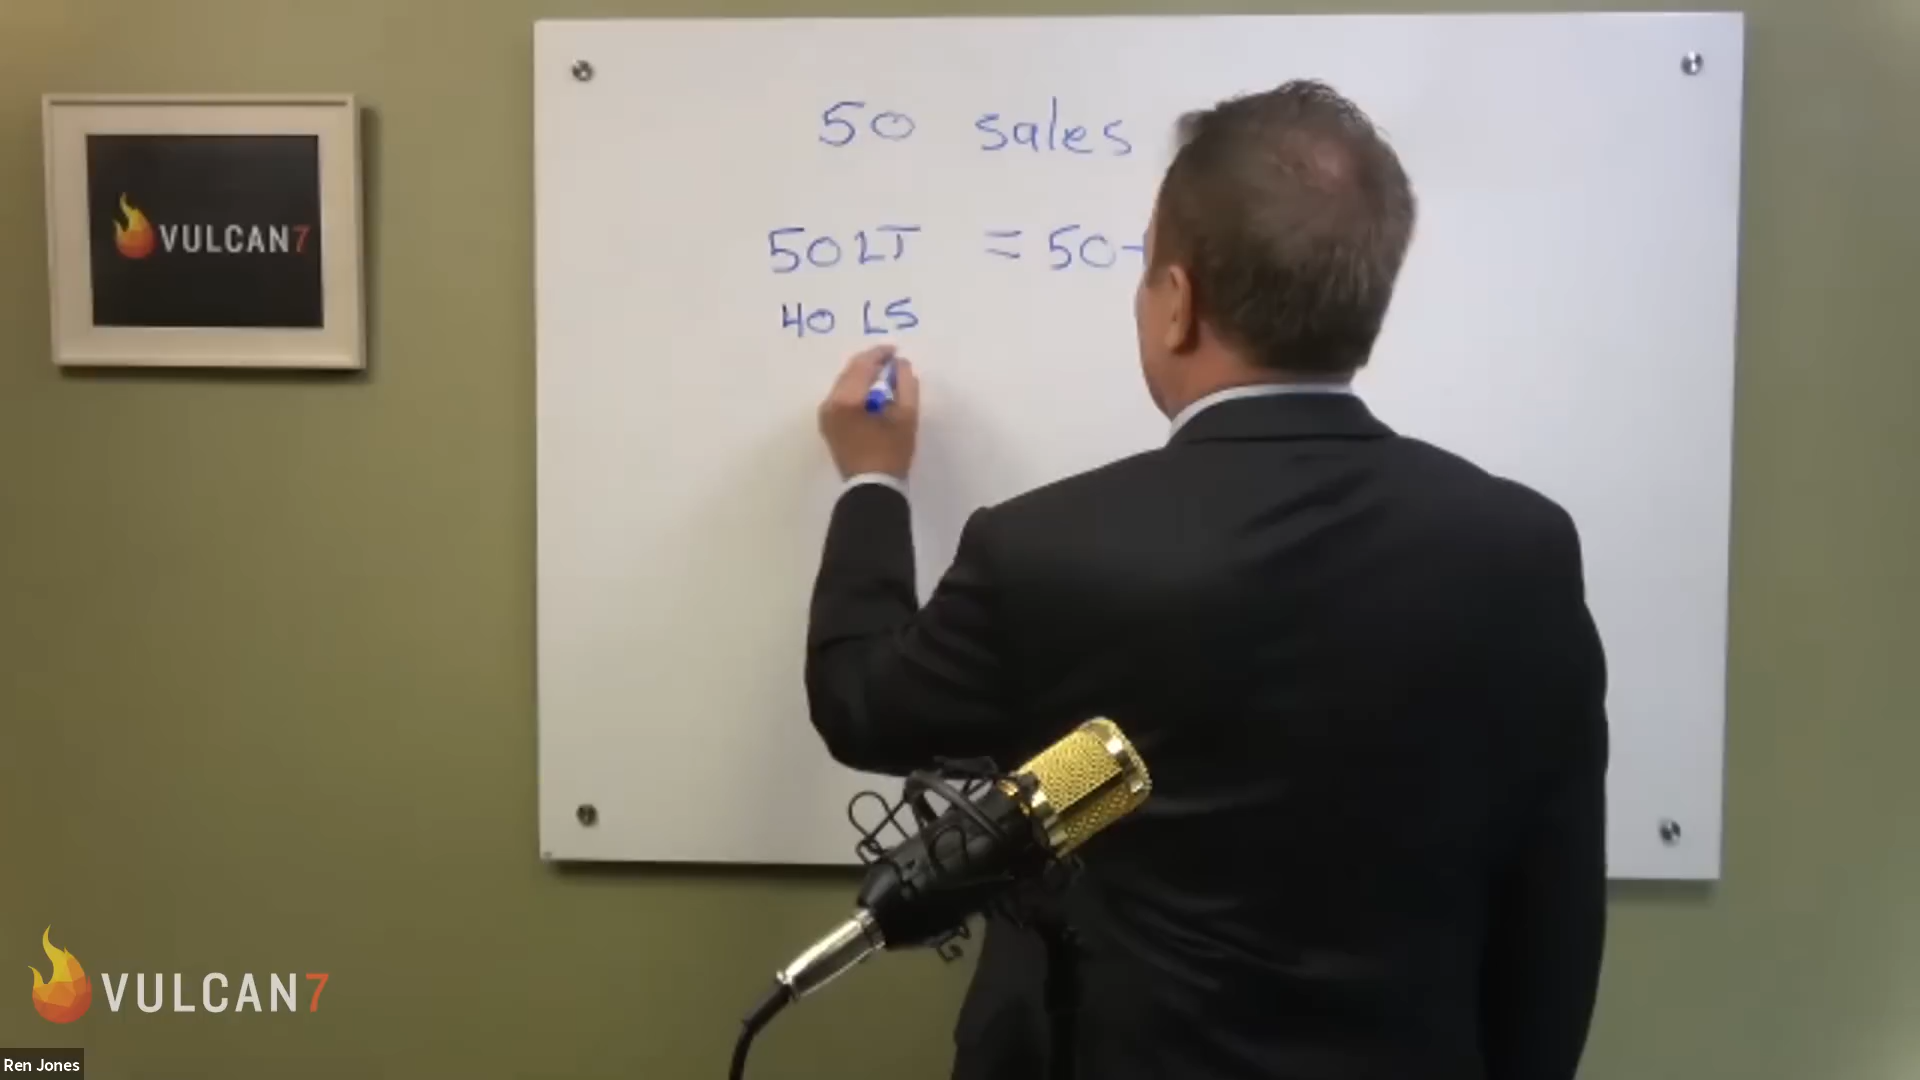 50 sales
50 LT = 50+
40 LS
VULCAN7
VULCAN7
Ren Jones